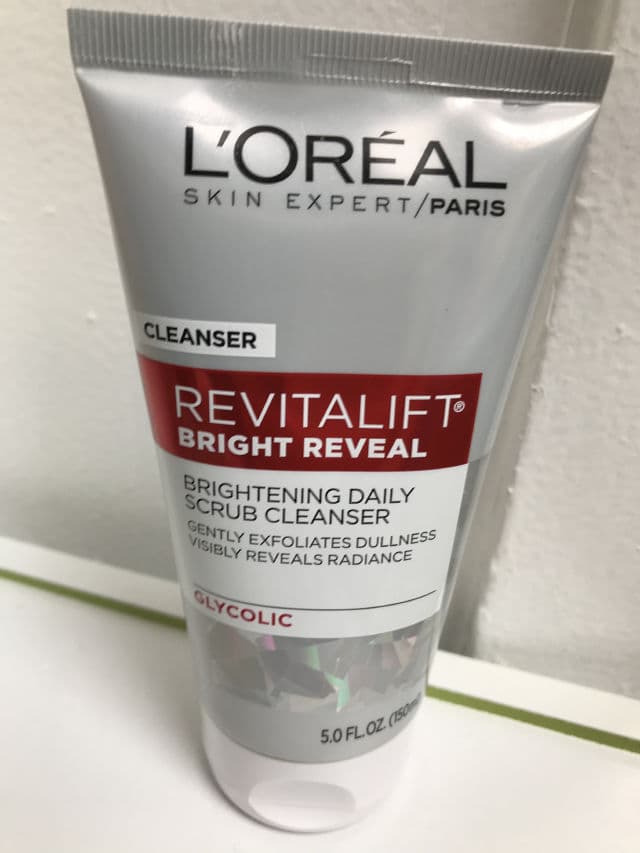 L'ORÉAL
SKIN EXPERT/PARIS
CLEANSER
REVITALIFT®
BRIGHT REVEAL
BRIGHTENING DAILY
SCRUB CLEANSER
GENTLY EXFOLIATES DULLNESS
VISIBLY REVEALS RADIANCE
GLYCOLIC
5.0 FL.OZ. (150m